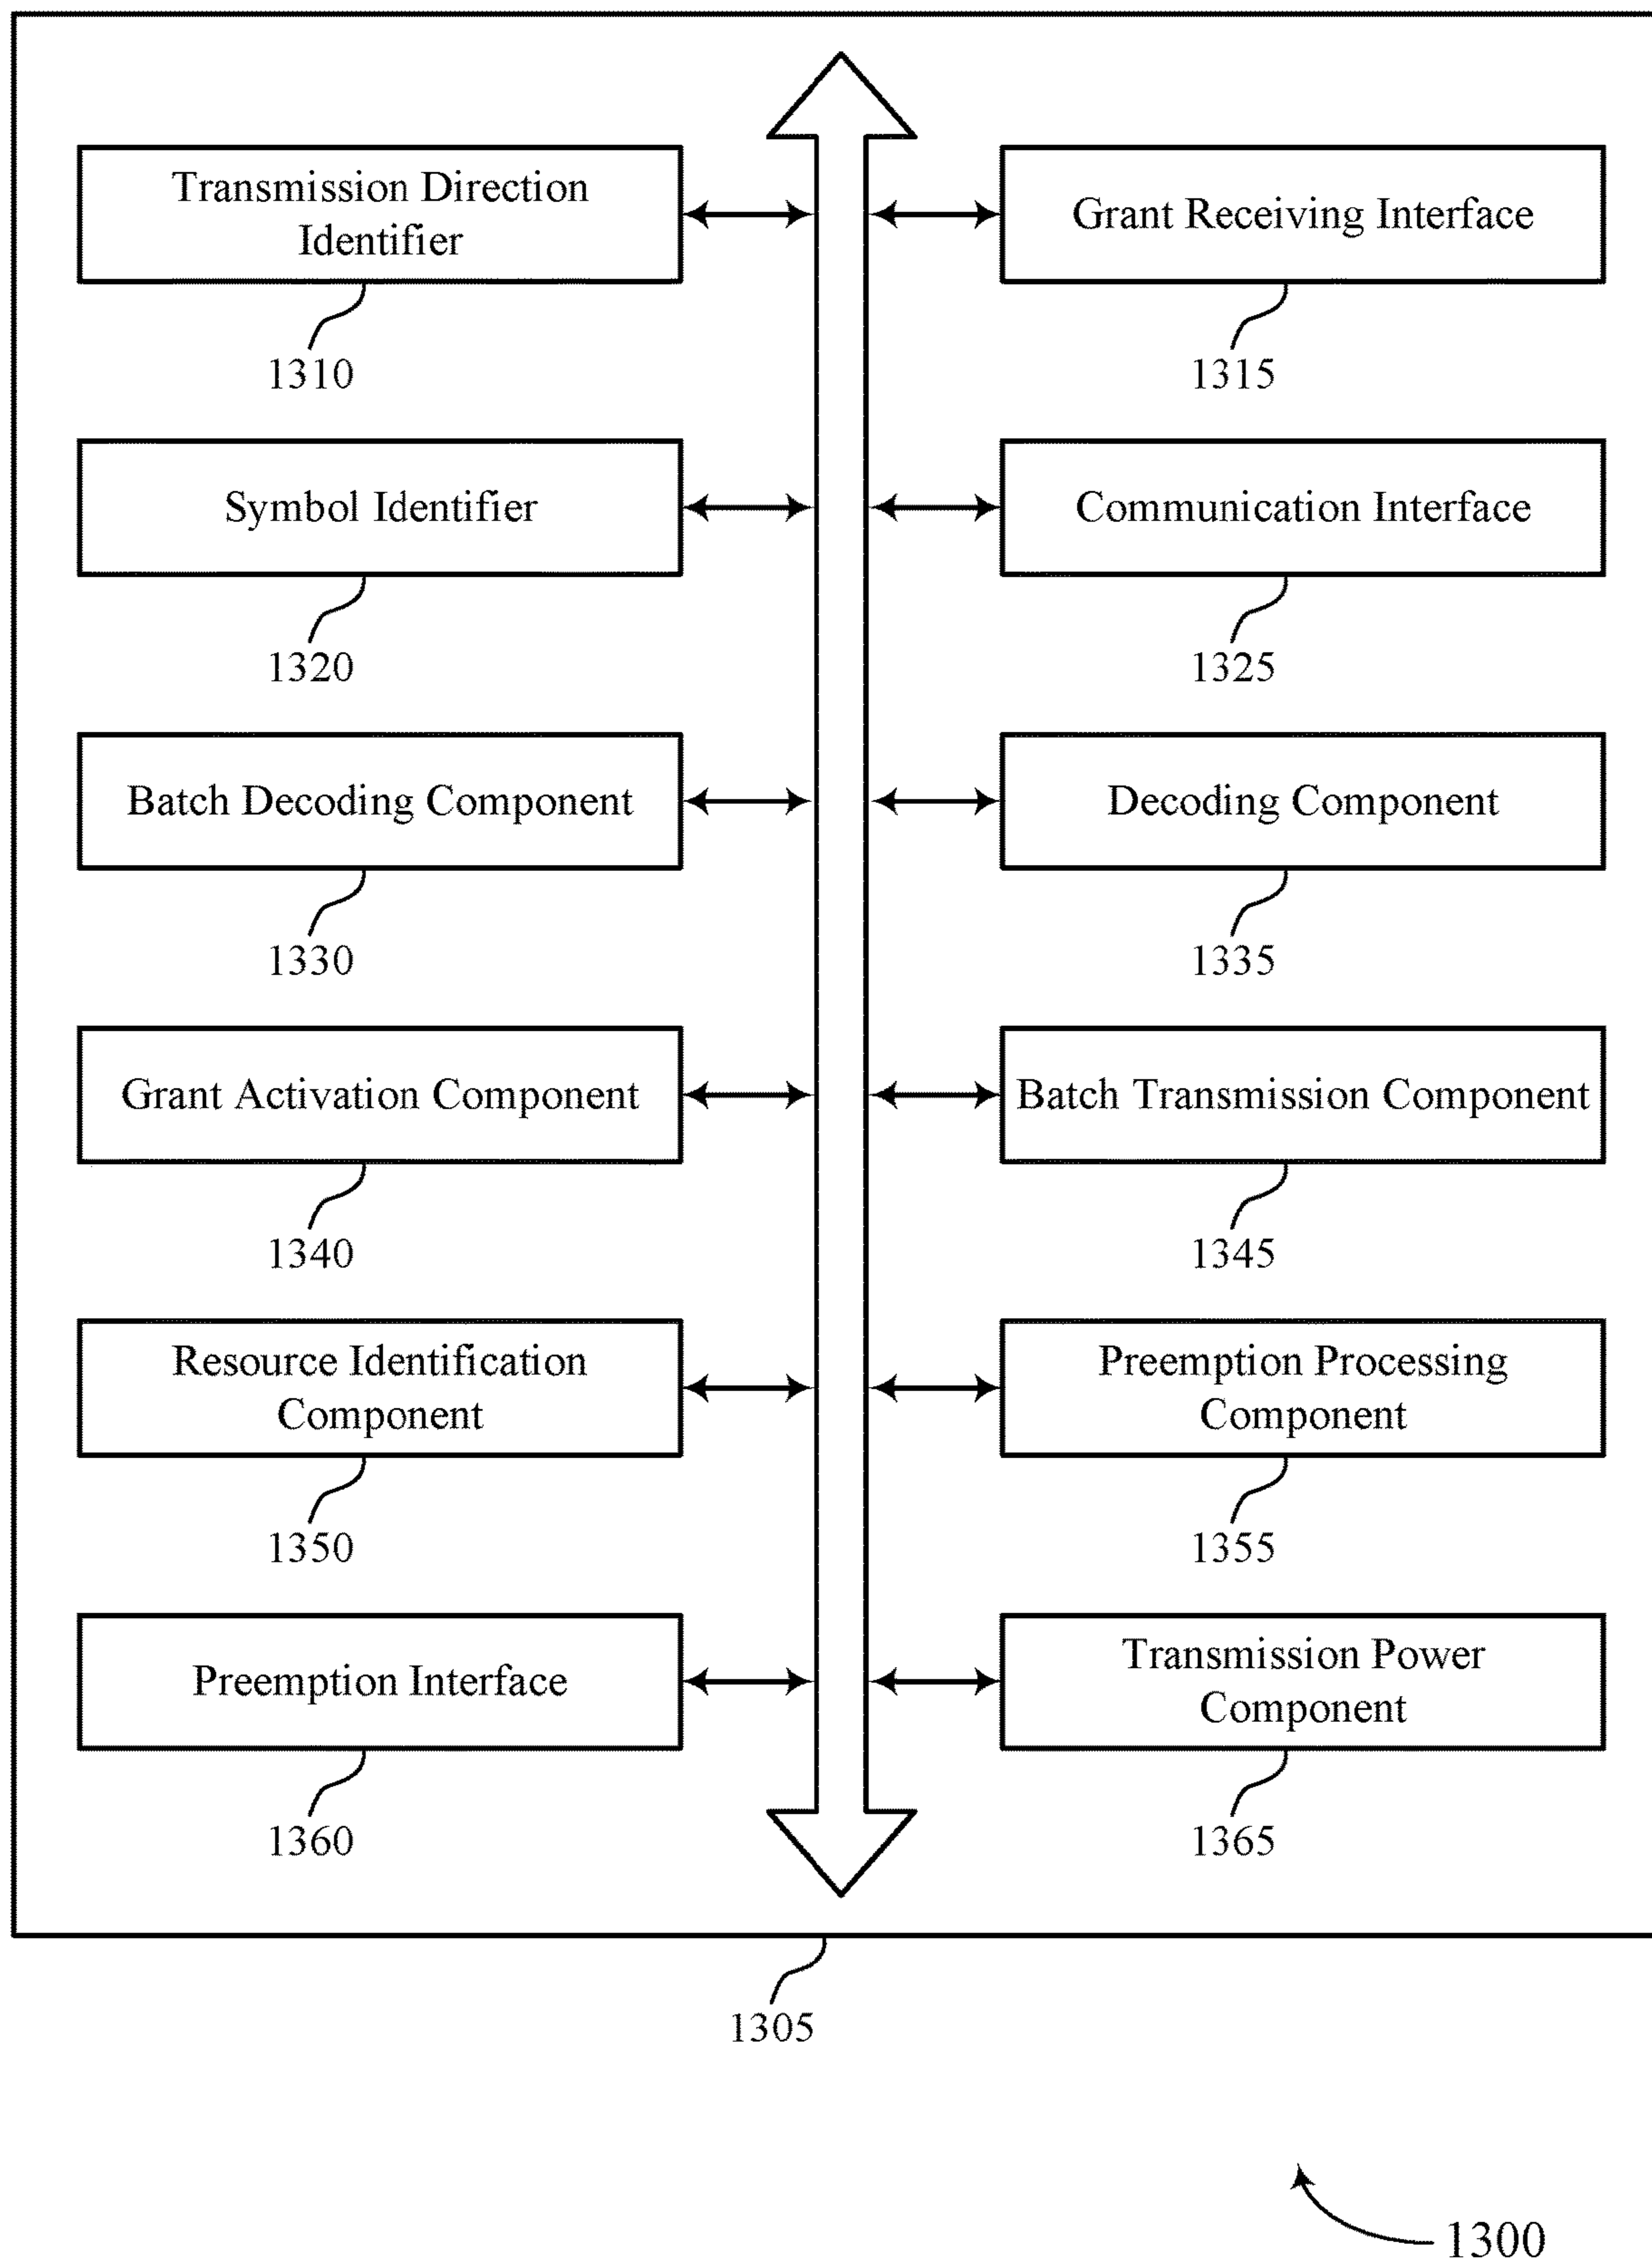 Transmission Direction
Identifier
1310
Grant Receiving Interface
1315
Symbol Identifier
1320
Communication Interface
1325
Batch Decoding Component
1330
Decoding Component
1335
Grant Activation Component
1340
Batch Transmission Component
1345
Resource Identification
Component
1350
Preemption Processing
Component
1355
Preemption Interface
1360
Transmission Power
Component
1365
1305
1300